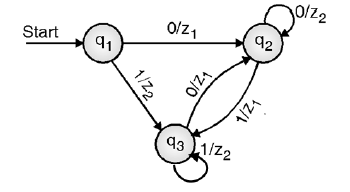 0/z₂
Start
0/z₁
q₁
q₂
1/z₂
0/z₁
1/z₁
q₃
1/z₂